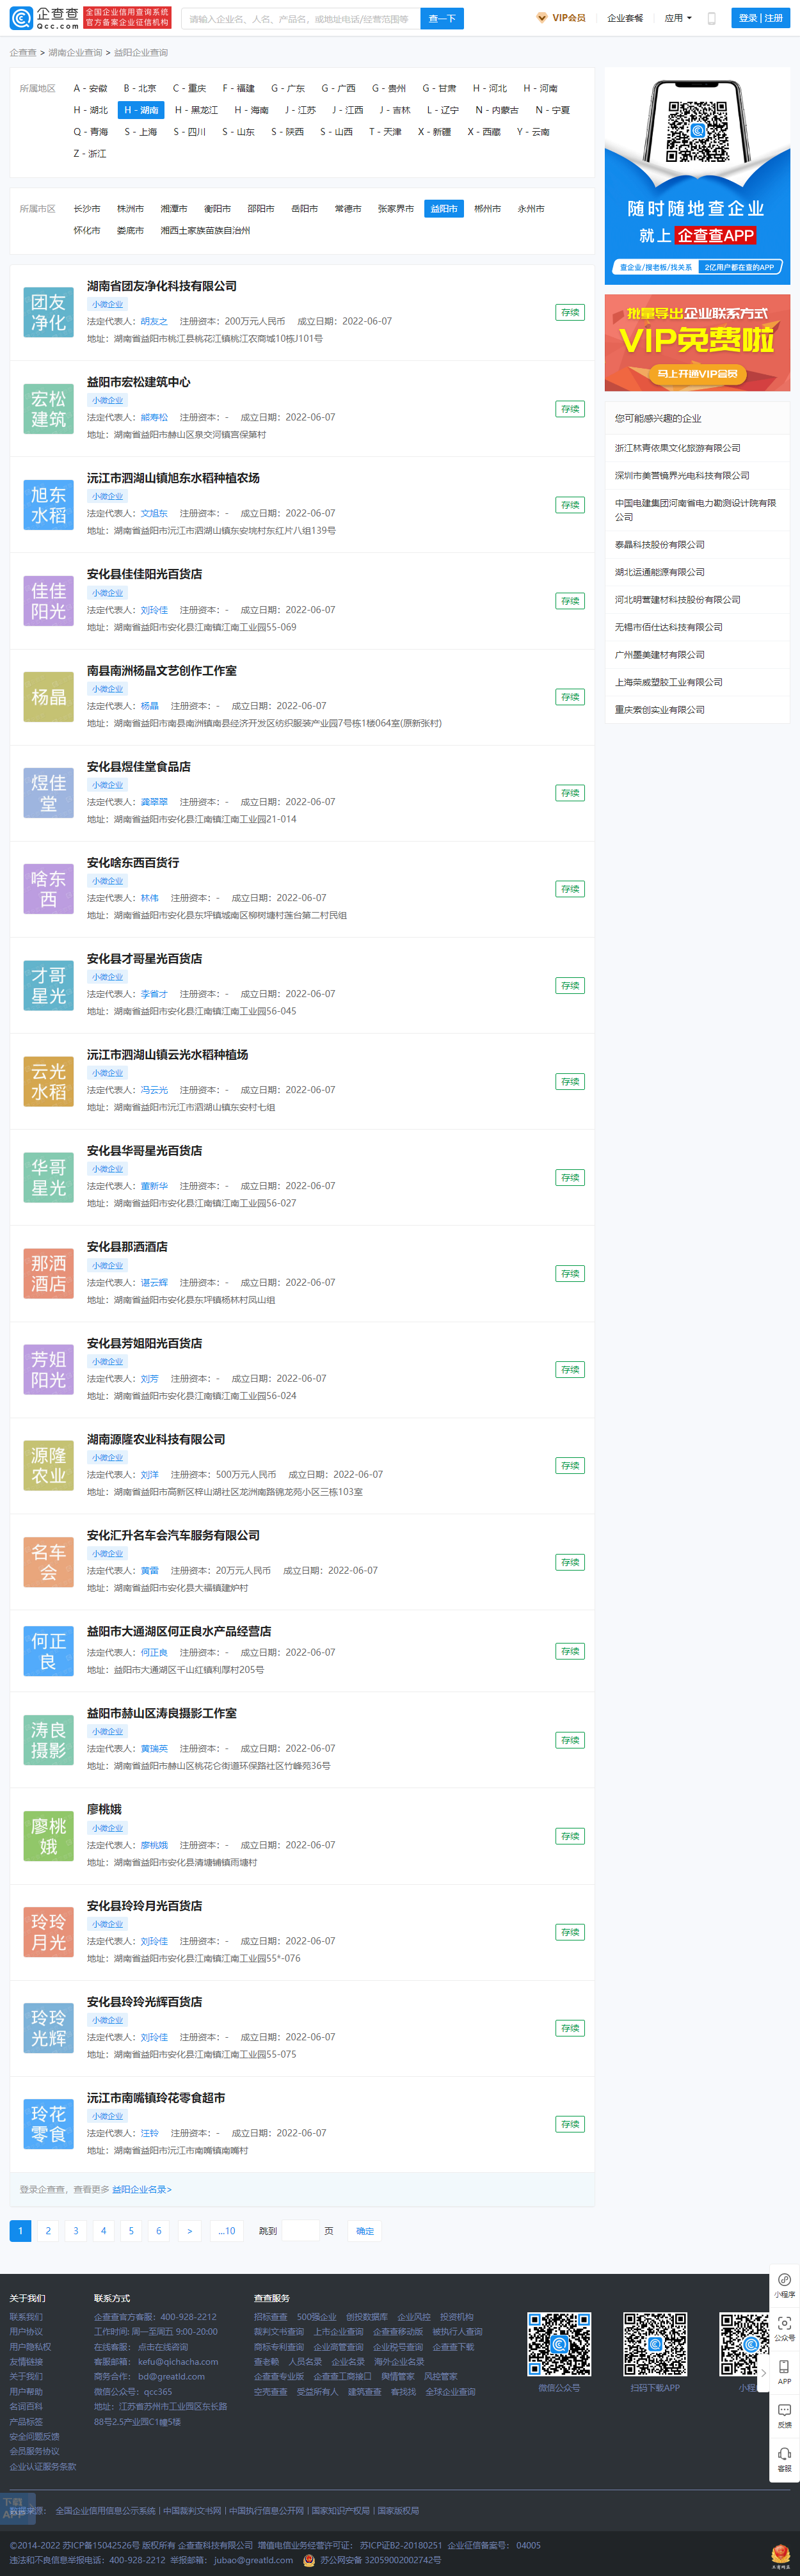 企查查
Qcc.com
全国企业信用查询系统
官方备案企业征信机构
请输入企业名、人名、产品名，或地址电话/经营范围等
查一下
VIP会员
企业套餐
应用
登录 | 注册
企查查 > 湖南企业查询 > 益阳企业查询
所属地区
A - 安徽 B - 北京 C - 重庆 F - 福建 G - 广东 G - 广西 G - 贵州 G - 甘肃 H - 河北 H - 河南
H - 湖北 H - 湖南 H - 黑龙江 H - 海南 J - 江苏 J - 江西 J - 吉林 L - 辽宁 N - 内蒙古 N - 宁夏
Q - 青海 S - 上海 S - 四川 S - 山东 S - 陕西 S - 山西 T - 天津 X - 新疆 X - 西藏 Y - 云南
Z - 浙江
所属市区
长沙市 株洲市 湘潭市 衡阳市 邵阳市 岳阳市 常德市 张家界市 益阳市 郴州市 永州市
怀化市 娄底市 湘西土家族苗族自治州
团友
净化
湖南省团友净化科技有限公司
小微企业
法定代表人：胡友之 注册资本：200万元人民币 成立日期：2022-06-07
地址：湖南省益阳市桃江县桃花江镇桃江农商城10栋J101号
存续
宏松
建筑
益阳市宏松建筑中心
小微企业
法定代表人：熊寿松 注册资本：- 成立日期：2022-06-07
地址：湖南省益阳市赫山区泉交河镇宫保第村
存续
旭东
水稻
沅江市泗湖山镇旭东水稻种植农场
小微企业
法定代表人：文旭东 注册资本：- 成立日期：2022-06-07
地址：湖南省益阳市沅江市泗湖山镇东安垸村东红片八组139号
存续
佳佳
阳光
安化县佳佳阳光百货店
小微企业
法定代表人：刘玲佳 注册资本：- 成立日期：2022-06-07
地址：湖南省益阳市安化县江南镇江南工业园55-069
存续
杨晶
南县南洲杨晶文艺创作工作室
小微企业
法定代表人：杨晶 注册资本：- 成立日期：2022-06-07
地址：湖南省益阳市南县南洲镇南县经济开发区纺织服装产业园7号栋1楼064室(原新张村)
存续
煜佳
堂
安化县煜佳堂食品店
小微企业
法定代表人：龚翠翠 注册资本：- 成立日期：2022-06-07
地址：湖南省益阳市安化县江南镇江南工业园21-014
存续
啥东
西
安化啥东西百货行
小微企业
法定代表人：林伟 注册资本：- 成立日期：2022-06-07
地址：湖南省益阳市安化县东坪镇城南区柳树塘村莲台第二村民组
存续
才哥
星光
安化县才哥星光百货店
小微企业
法定代表人：李省才 注册资本：- 成立日期：2022-06-07
地址：湖南省益阳市安化县江南镇江南工业园56-045
存续
云光
水稻
沅江市泗湖山镇云光水稻种植场
小微企业
法定代表人：冯云光 注册资本：- 成立日期：2022-06-07
地址：湖南省益阳市沅江市泗湖山镇东安村七组
存续
华哥
星光
安化县华哥星光百货店
小微企业
法定代表人：董新华 注册资本：- 成立日期：2022-06-07
地址：湖南省益阳市安化县江南镇江南工业园56-027
存续
那洒
酒店
安化县那洒酒店
小微企业
法定代表人：谌云辉 注册资本：- 成立日期：2022-06-07
地址：湖南省益阳市安化县东坪镇杨林村凤山组
存续
芳姐
阳光
安化县芳姐阳光百货店
小微企业
法定代表人：刘芳 注册资本：- 成立日期：2022-06-07
地址：湖南省益阳市安化县江南镇江南工业园56-024
存续
源隆
农业
湖南源隆农业科技有限公司
小微企业
法定代表人：刘洋 注册资本：500万元人民币 成立日期：2022-06-07
地址：湖南省益阳市高新区梓山湖社区龙洲南路锦龙苑小区三栋103室
存续
名车
会
安化汇升名车会汽车服务有限公司
小微企业
法定代表人：黄雷 注册资本：20万元人民币 成立日期：2022-06-07
地址：湖南省益阳市安化县大福镇建炉村
存续
何正
良
益阳市大通湖区何正良水产品经营店
法定代表人：何正良 注册资本：- 成立日期：2022-06-07
地址：益阳市大通湖区千山红镇利厚村205号
存续
涛良
摄影
益阳市赫山区涛良摄影工作室
小微企业
法定代表人：黄瑞英 注册资本：- 成立日期：2022-06-07
地址：湖南省益阳市赫山区桃花仑街道环保路社区竹峰苑36号
存续
廖桃
娥
廖桃娥
小微企业
法定代表人：廖桃娥 注册资本：- 成立日期：2022-06-07
地址：湖南省益阳市安化县清塘铺镇雨塘村
存续
玲玲
月光
安化县玲玲月光百货店
小微企业
法定代表人：刘玲佳 注册资本：- 成立日期：2022-06-07
地址：湖南省益阳市安化县江南镇江南工业园55*-076
存续
玲玲
光辉
安化县玲玲光辉百货店
小微企业
法定代表人：刘玲佳 注册资本：- 成立日期：2022-06-07
地址：湖南省益阳市安化县江南镇江南工业园55-075
存续
玲花
零食
沅江市南嘴镇玲花零食超市
小微企业
法定代表人：汪铃 注册资本：- 成立日期：2022-06-07
地址：湖南省益阳市沅江市南嘴镇南嘴村
存续
登录企查查，查看更多 益阳企业名录>
1 2 3 4 5 6 > ...10 跳到 页 确定
随时随地查企业
就上 企查查APP
查企业/搜老板/找关系 2亿用户都在查的APP
批量导出企业联系方式
VIP免费啦
马上开通VIP会员
您可能感兴趣的企业
浙江林青依果文化旅游有限公司
深圳市美誉镜界光电科技有限公司
中国电建集团河南省电力勘测设计院有限
公司
泰晶科技股份有限公司
湖北运通能源有限公司
河北明萱建材科技股份有限公司
无锡市佰仕达科技有限公司
广州墨美建材有限公司
上海荣威塑胶工业有限公司
重庆索创实业有限公司
关于我们
联系我们
用户协议
用户隐私权
友情链接
关于我们
用户帮助
名词百科
产品标签
安全问题反馈
会员服务协议
企业认证服务条款
联系方式
企查查官方客服：400-928-2212
工作时间: 周一至周五 9:00-20:00
在线客服： 点击在线咨询
客服邮箱： kefu@qichacha.com
商务合作： bd@greatld.com
微信公众号：qcc365
地址：江苏省苏州市工业园区东长路
88号2.5产业园C1幢5楼
查查服务
招标查查 500强企业 创投数据库 企业风控 投资机构
裁判文书查询 上市企业查询 企查查移动版 被执行人查询
商标专利查询 企业高管查询 企业税号查询 企查查下载
查老赖 人员名录 企业名录 海外企业名录
企查查专业版 企查查工商接口 舆情管家 风控管家
空壳查查 受益所有人 建筑查查 客找找 全球企业查询
微信公众号
扫码下载APP
小程
小程序
公众号
APP
反馈
客服
下载
APP
数据来源： 全国企业信用信息公示系统 | 中国裁判文书网 | 中国执行信息公开网 | 国家知识产权局 | 国家版权局
©2014-2022 苏ICP备15042526号 版权所有 企查查科技有限公司 增值电信业务经营许可证： 苏ICP证B2-20180251 企业征信备案号： 04005
违法和不良信息举报电话：400-928-2212 举报邮箱： jubao@greatld.com 苏公网安备 32059002002742号